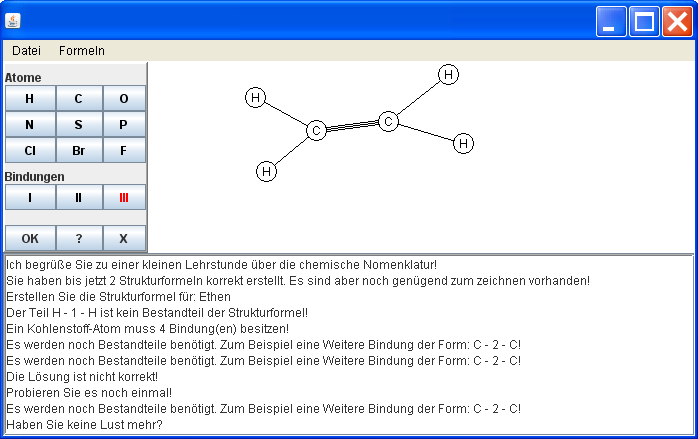 Datei Formeln
Atome
H C O
N S P
Cl Br F
Bindungen
I II III
OK ? X
H
H
C
C
H
H
Ich begrüße Sie zu einer kleinen Lehrstunde über die chemische Nomenklatur!
Sie haben bis jetzt 2 Strukturformeln korrekt erstellt. Es sind aber noch genügend zum zeichnen vorhanden!
Erstellen Sie die Strukturformel für: Ethen
Der Teil H - 1 - H ist kein Bestandteil der Strukturformel!
Ein Kohlenstoff-Atom muss 4 Bindung(en) besitzen!
Es werden noch Bestandteile benötigt. Zum Beispiel eine Weitere Bindung der Form: C - 2 - C!
Es werden noch Bestandteile benötigt. Zum Beispiel eine Weitere Bindung der Form: C - 2 - C!
Die Lösung ist nicht korrekt!
Probieren Sie es noch einmal!
Es werden noch Bestandteile benötigt. Zum Beispiel eine Weitere Bindung der Form: C - 2 - C!
Haben Sie keine Lust mehr?